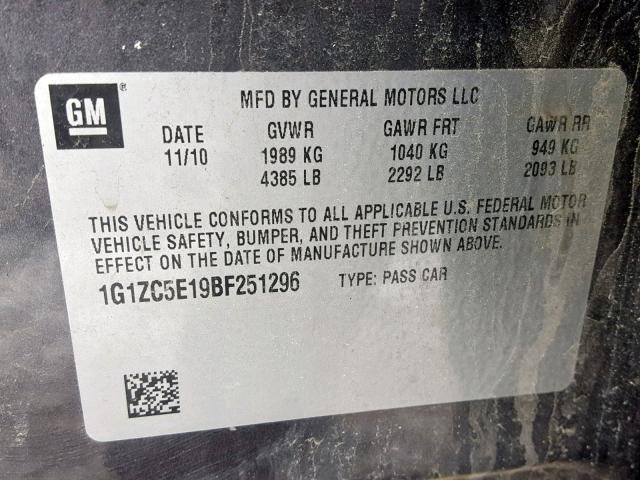 GM®
MFD BY GENERAL MOTORS LLC
DATE GVWR GAWR FRT GAWR RR
11/10 1989 KG 1040 KG 949 KG
4385 LB 2292 LB 2093 LB
THIS VEHICLE CONFORMS TO ALL APPLICABLE U.S. FEDERAL MOTOR
VEHICLE SAFETY, BUMPER, AND THEFT PREVENTION STANDARDS IN
EFFECT ON THE DATE OF MANUFACTURE SHOWN ABOVE.
1G1ZC5E19BF251296 TYPE: PASS CAR